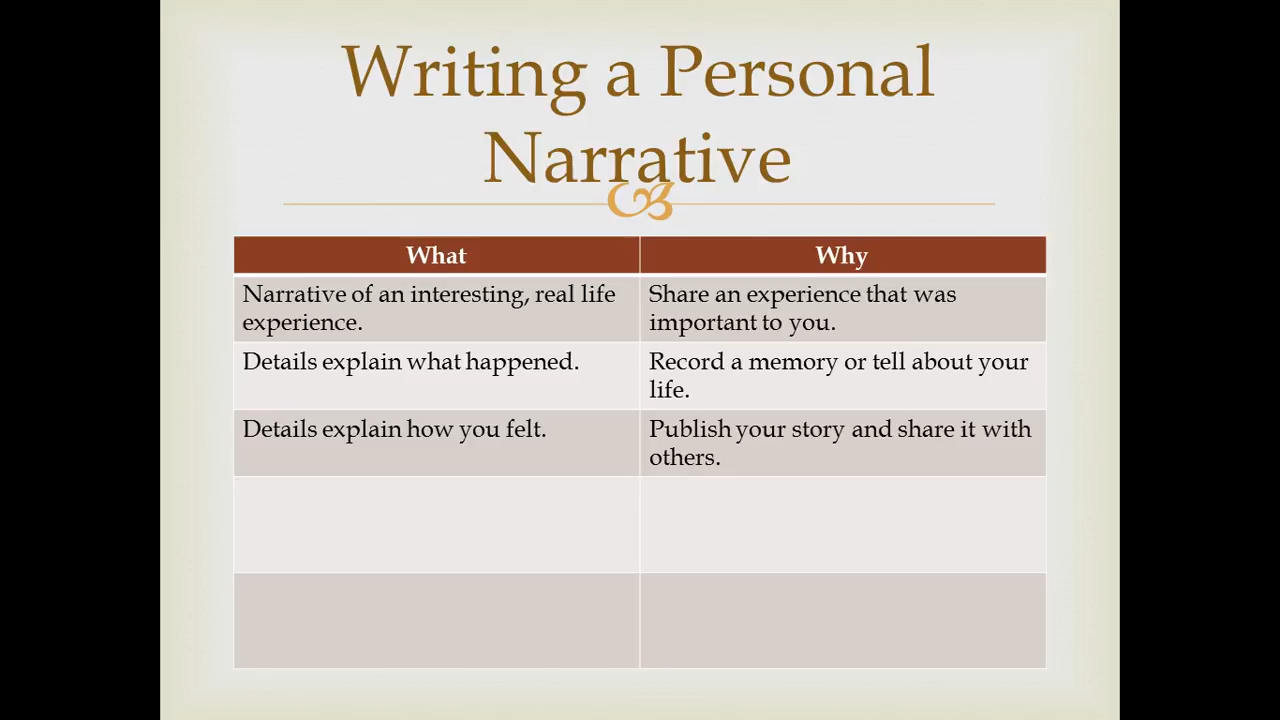 Writing a Personal
Narrative
What
Why
Narrative of an interesting, real life
experience.
Share an experience that was
important to you.
Details explain what happened.
Record a memory or tell about your
life.
Details explain how you felt.
Publish your story and share it with
others.